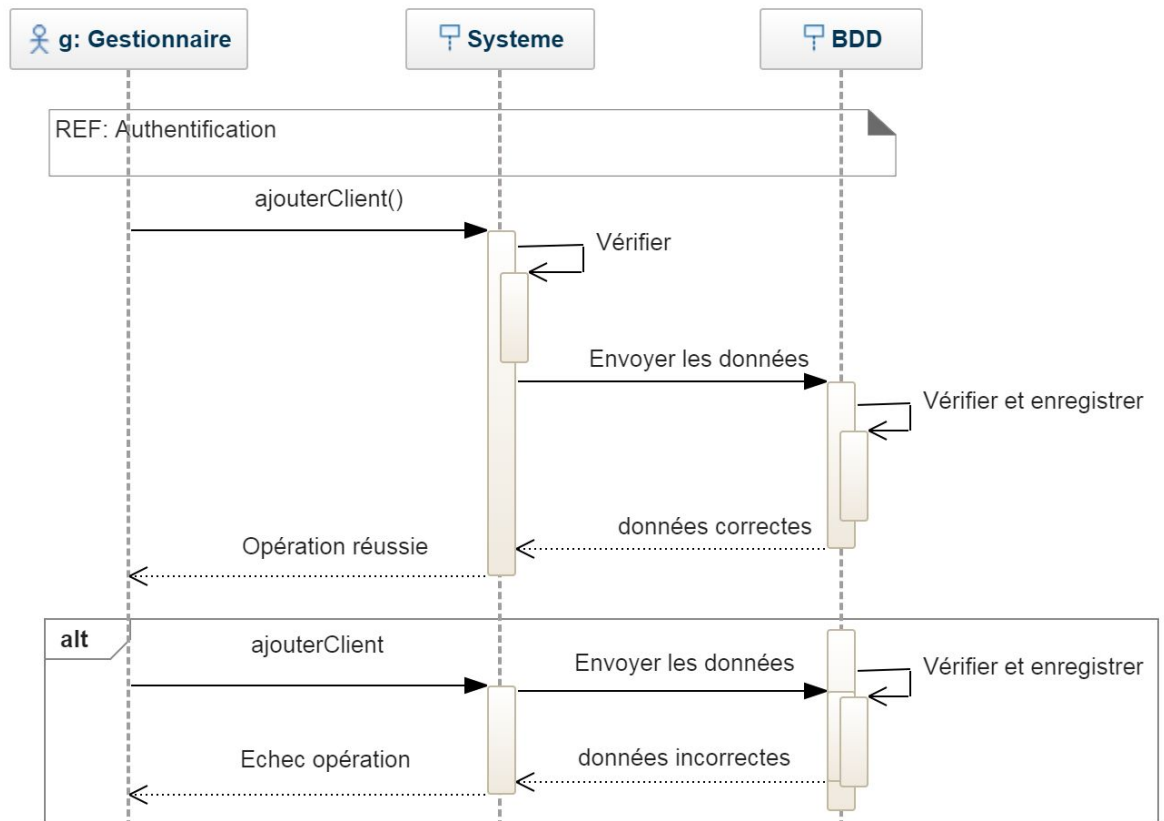 g: Gestionnaire
Systeme
BDD
REF: Authentification
ajouterClient()
Vérifier
Envoyer les données
Vérifier et enregistrer
données correctes
Opération réussie
alt
ajouterClient
Envoyer les données
Vérifier et enregistrer
données incorrectes
Echec opération